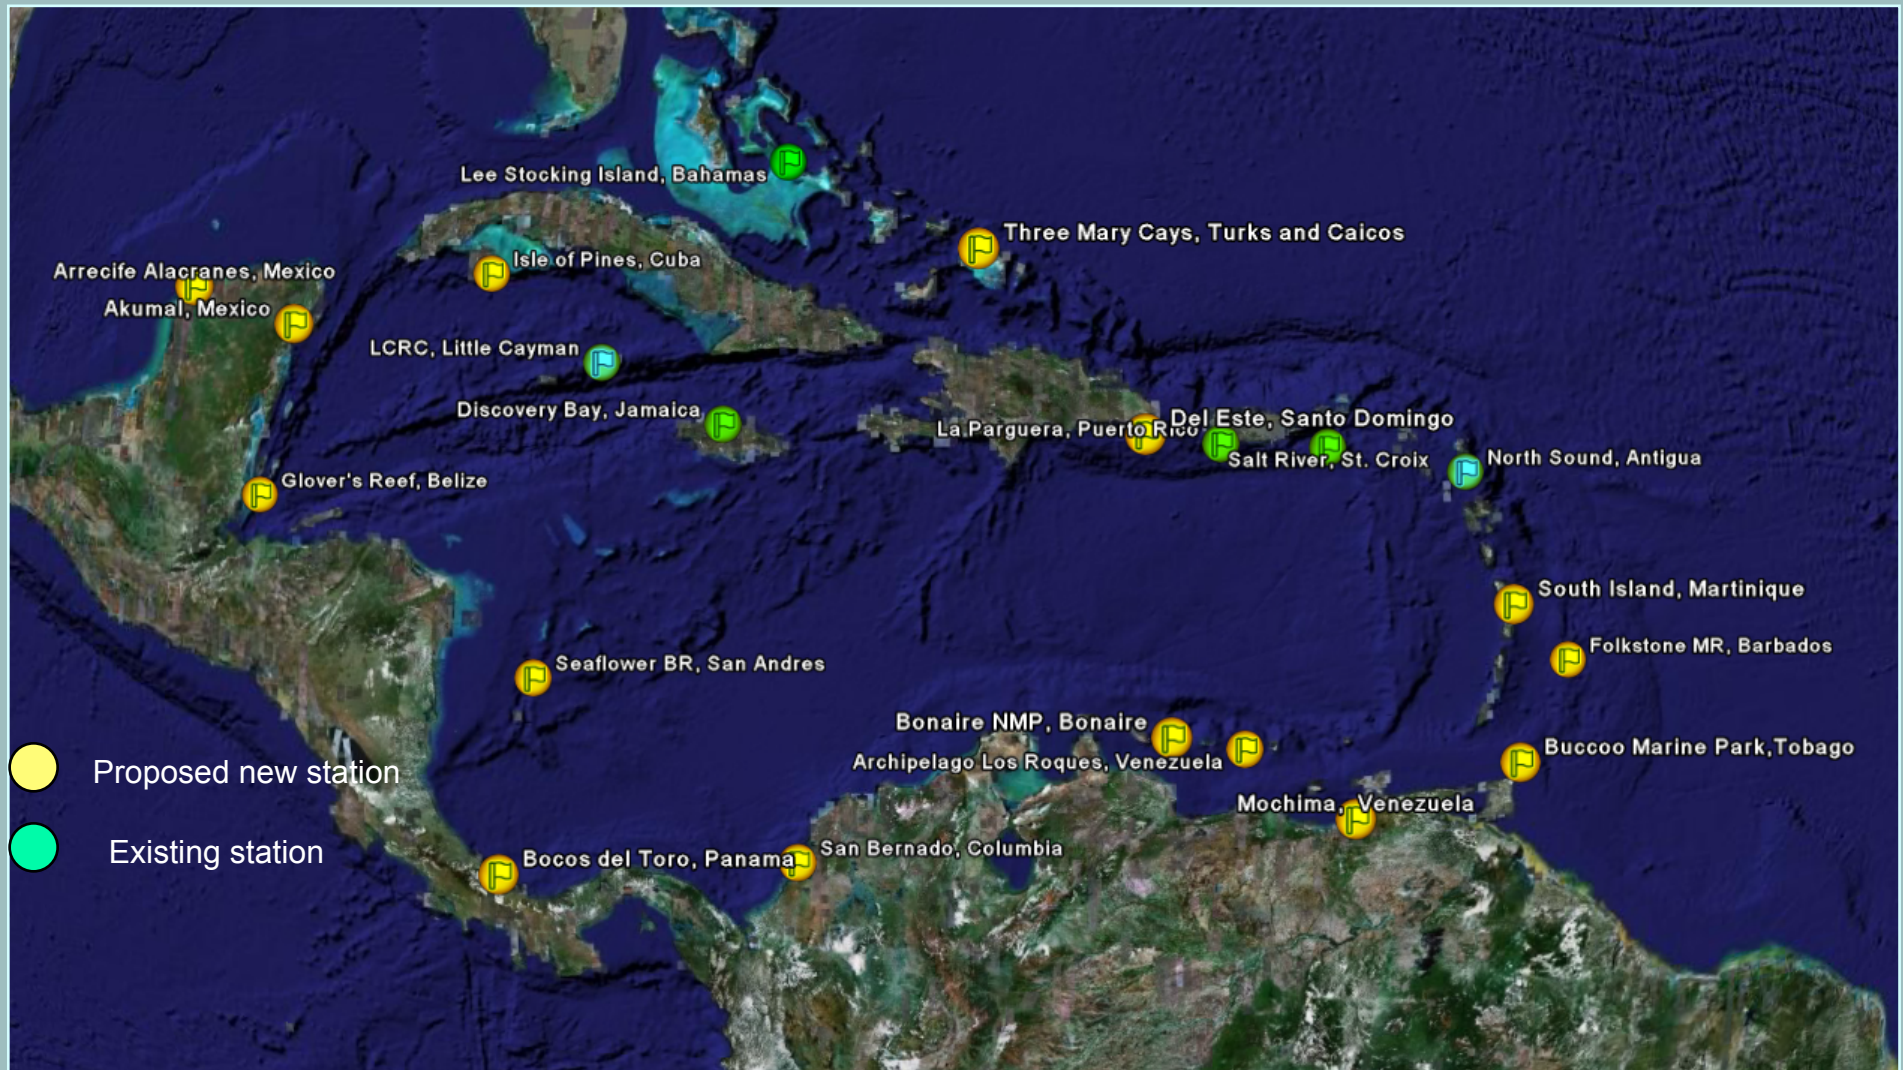 Lee Stocking Island, Bahamas
Three Mary Cays, Turks and Caicos
Isle of Pines, Cuba
Arrecife Alacranes, Mexico
Akumal, Mexico
LCRC, Little Cayman
Discovery Bay, Jamaica
Del Este, Santo Domingo
La Parguera, Puerto Rico
Salt River, St. Croix
North Sound, Antigua
Glover's Reef, Belize
South Island, Martinique
Folkstone MR, Barbados
Seaflower BR, San Andres
Bonaire NMP, Bonaire
Buccoo Marine Park,Tobago
Archipelago Los Roques, Venezuela
Proposed new station
Mochima, Venezuela
Existing station
Bocos del Toro, Panama
San Bernado, Columbia